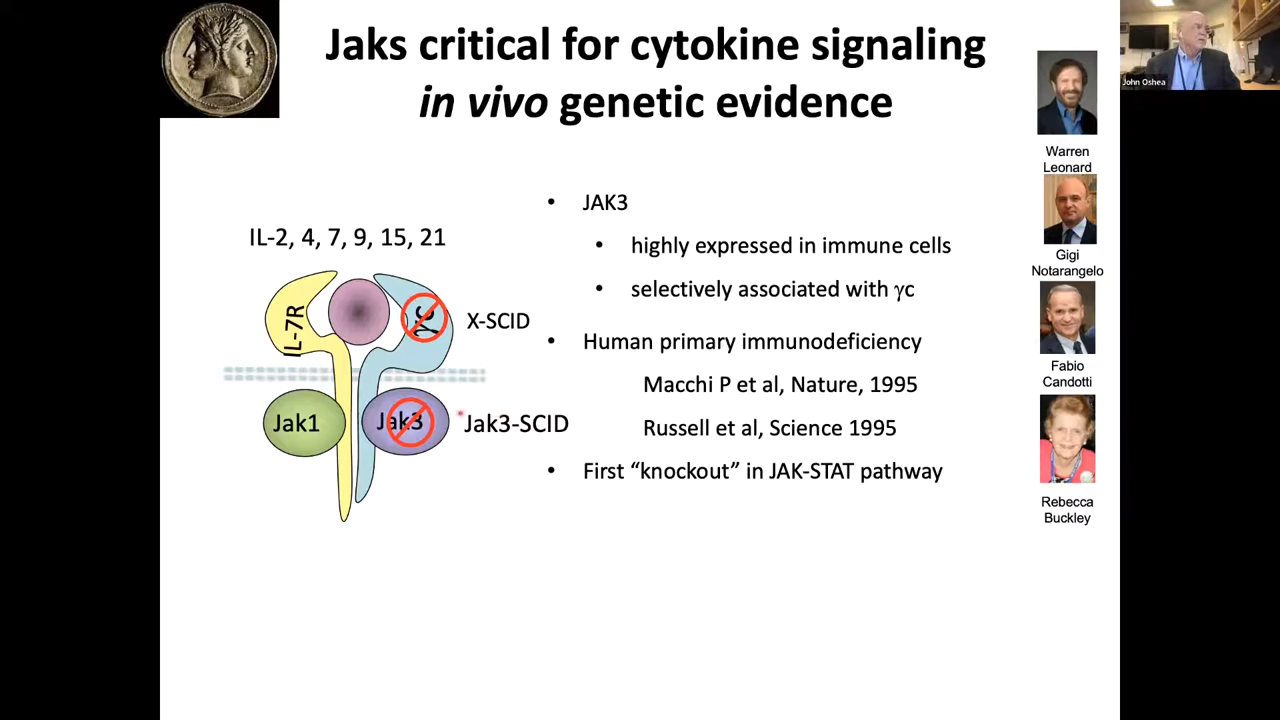 Jaks critical for cytokine signaling
in vivo genetic evidence
John Oshea
Warren
Leonard
Gigi
Notarangelo
Fabio
Candotti
Rebecca
Buckley
IL-2, 4, 7, 9, 15, 21
IL-7R
γc
X-SCID
Jak1
Jak3
Jak3-SCID
• JAK3
• highly expressed in immune cells
• selectively associated with γc
• Human primary immunodeficiency
Macchi P et al, Nature, 1995
Russell et al, Science 1995
• First “knockout” in JAK-STAT pathway